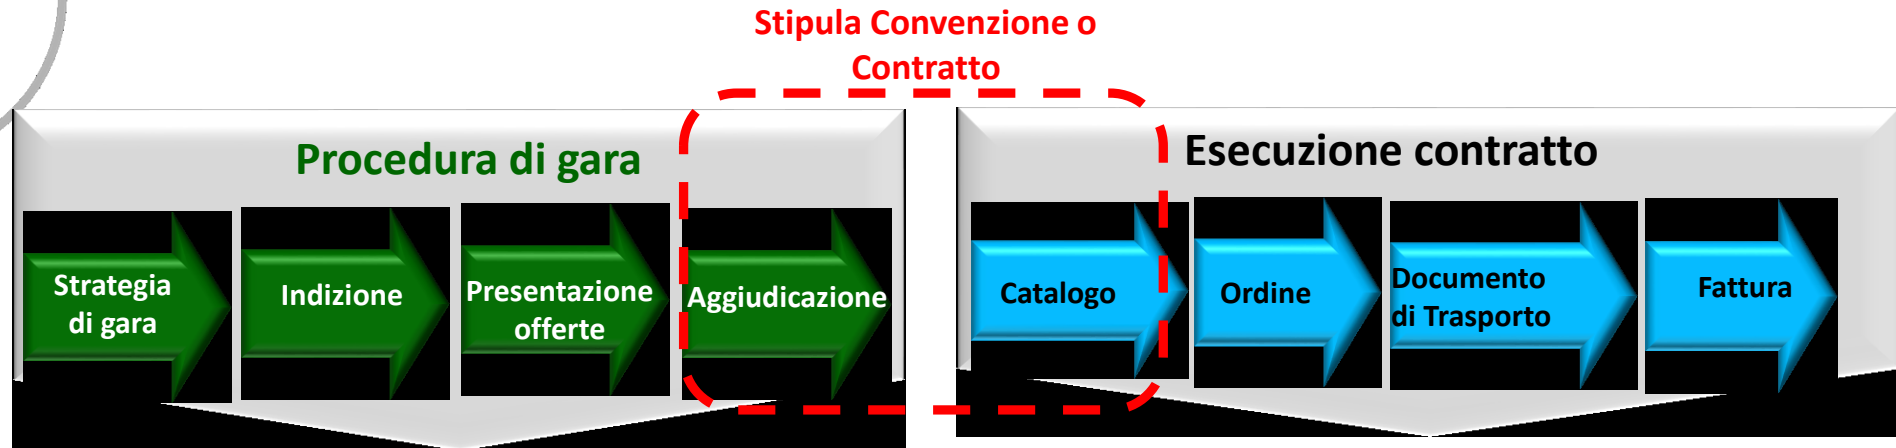 Stipula Convenzione o
Contratto
Procedura di gara
Esecuzione contratto
Strategia
di gara
Indizione
Presentazione
offerte
Aggiudicazione
Catalogo
Ordine
Documento
di Trasporto
Fattura